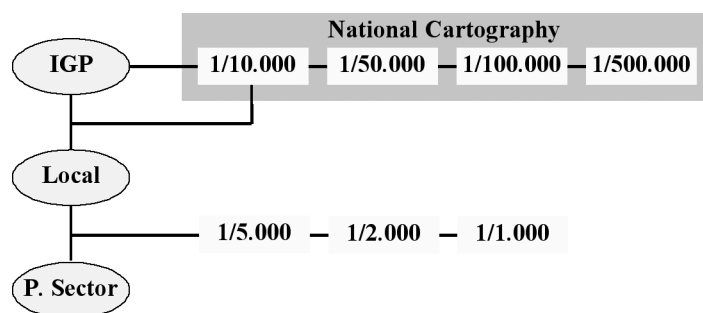 National Cartography
IGP 1/10.000 1/50.000 1/100.000 1/500.000
Local
1/5.000 1/2.000 1/1.000
P. Sector